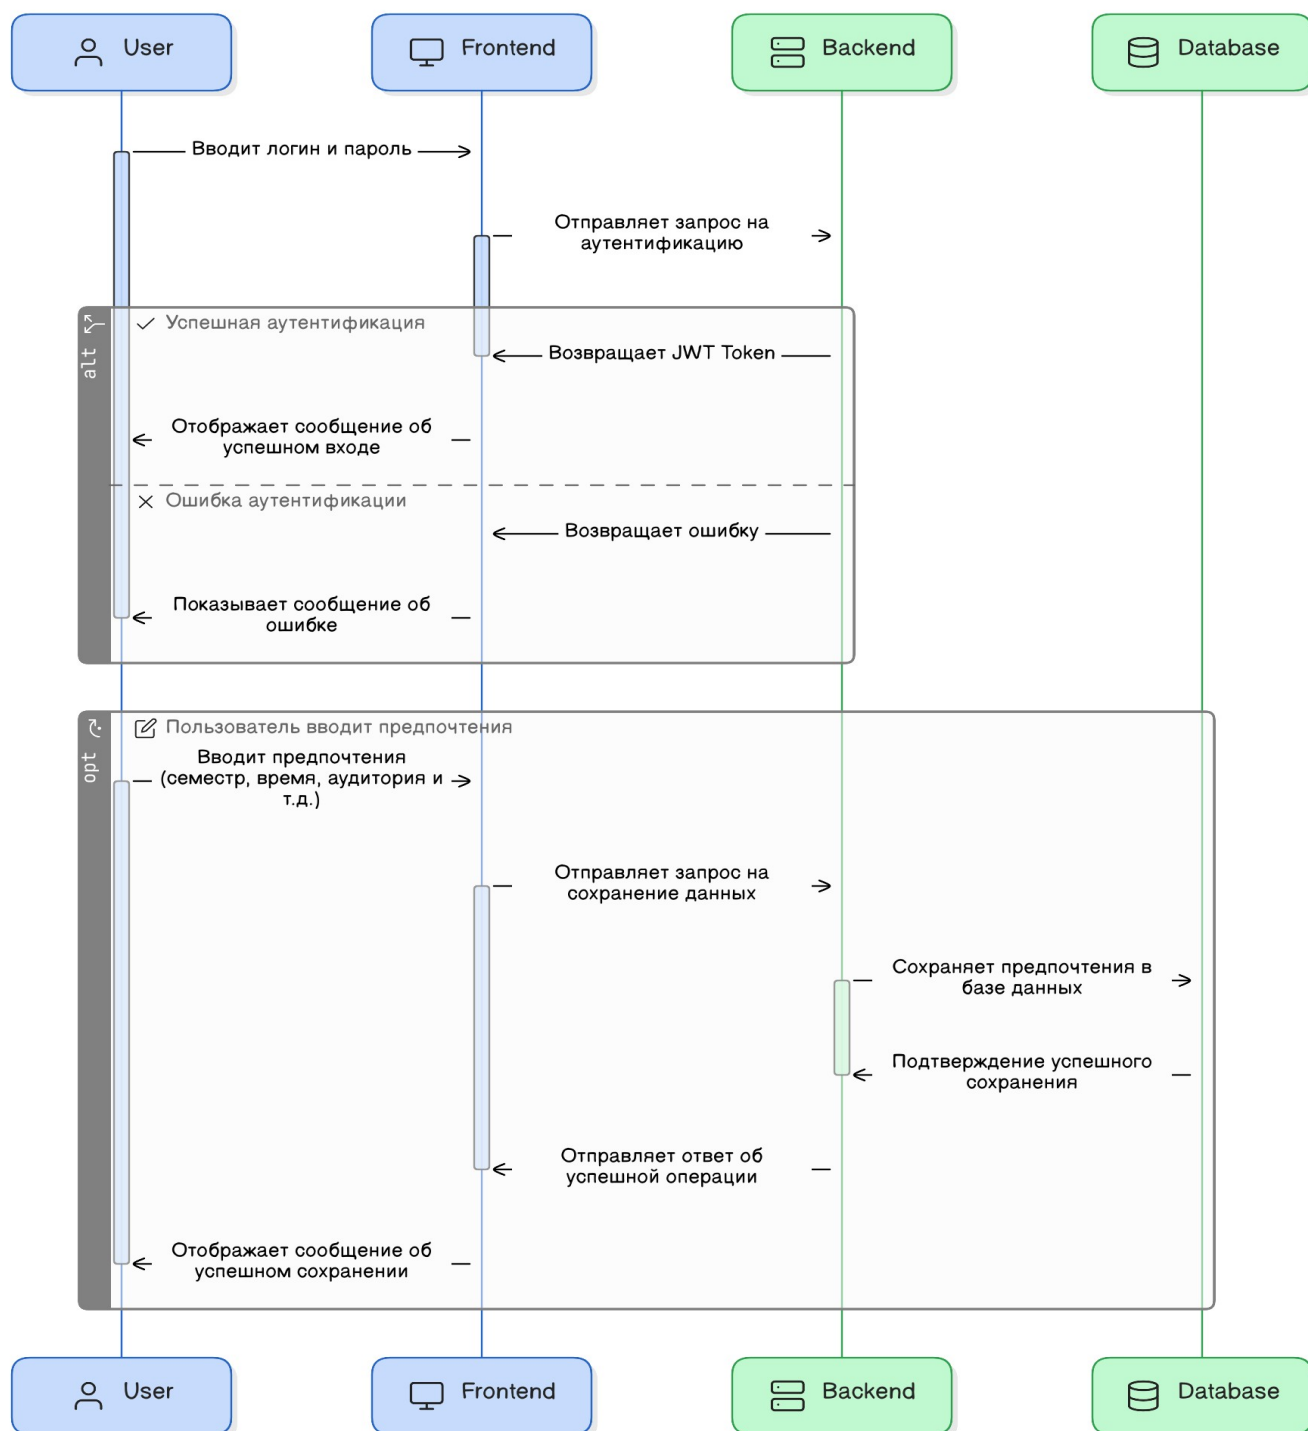 User
Frontend
Backend
Database
Вводит логин и пароль
Отправляет запрос на
аутентификацию
alt
Успешная аутентификация
Возвращает JWT Token
Отображает сообщение об
успешном входе
Ошибка аутентификации
Возвращает ошибку
Показывает сообщение об
ошибке
opt
Пользователь вводит предпочтения
Вводит предпочтения
(семестр, время, аудитория и
т.д.)
Отправляет запрос на
сохранение данных
Сохраняет предпочтения в
базе данных
Подтверждение успешного
сохранения
Отправляет ответ об
успешной операции
Отображает сообщение об
успешном сохранении
User
Frontend
Backend
Database